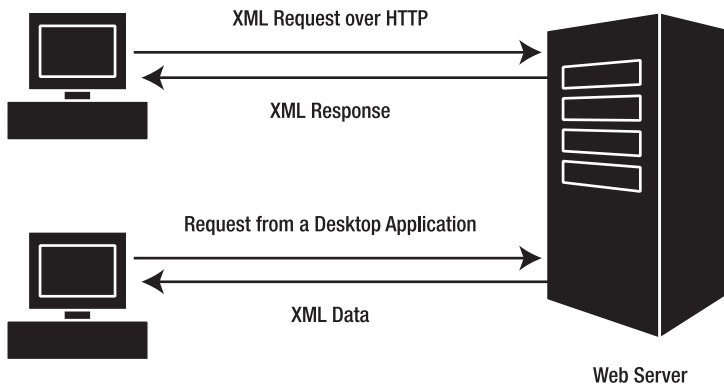 XML Request over HTTP
XML Response
Request from a Desktop Application
XML Data
Web Server